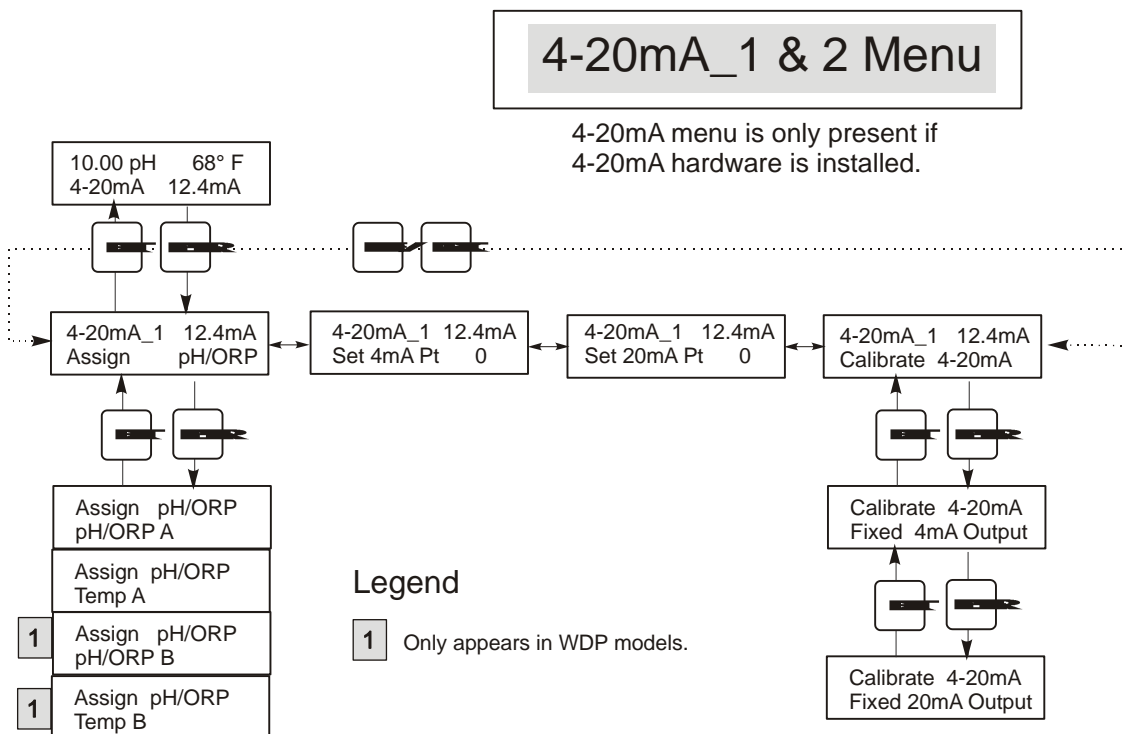 4-20mA_1 & 2 Menu
4-20mA menu is only present if
4-20mA hardware is installed.
10.00 pH 68° F
4-20mA 12.4mA
4-20mA_1 12.4mA
Assign pH/ORP
4-20mA_1 12.4mA
Set 4mA Pt 0
4-20mA_1 12.4mA
Set 20mA Pt 0
4-20mA_1 12.4mA
Calibrate 4-20mA
Assign pH/ORP
pH/ORP A
Assign pH/ORP
Temp A
1
Assign pH/ORP
pH/ORP B
1
Assign pH/ORP
Temp B
Calibrate 4-20mA
Fixed 4mA Output
Calibrate 4-20mA
Fixed 20mA Output
Legend
1 Only appears in WDP models.